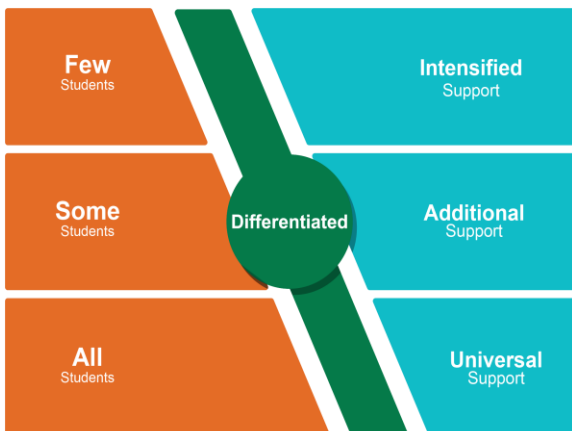 Few
Students
Intensified
Support
Some
Students
Differentiated
Additional
Support
All
Students
Universal
Support